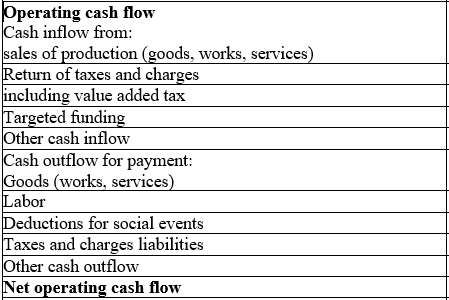 Operating cash flow
Cash inflow from:
sales of production (goods, works, services)
Return of taxes and charges
including value added tax
Targeted funding
Other cash inflow
Cash outflow for payment:
Goods (works, services)
Labor
Deductions for social events
Taxes and charges liabilities
Other cash outflow
Net operating cash flow